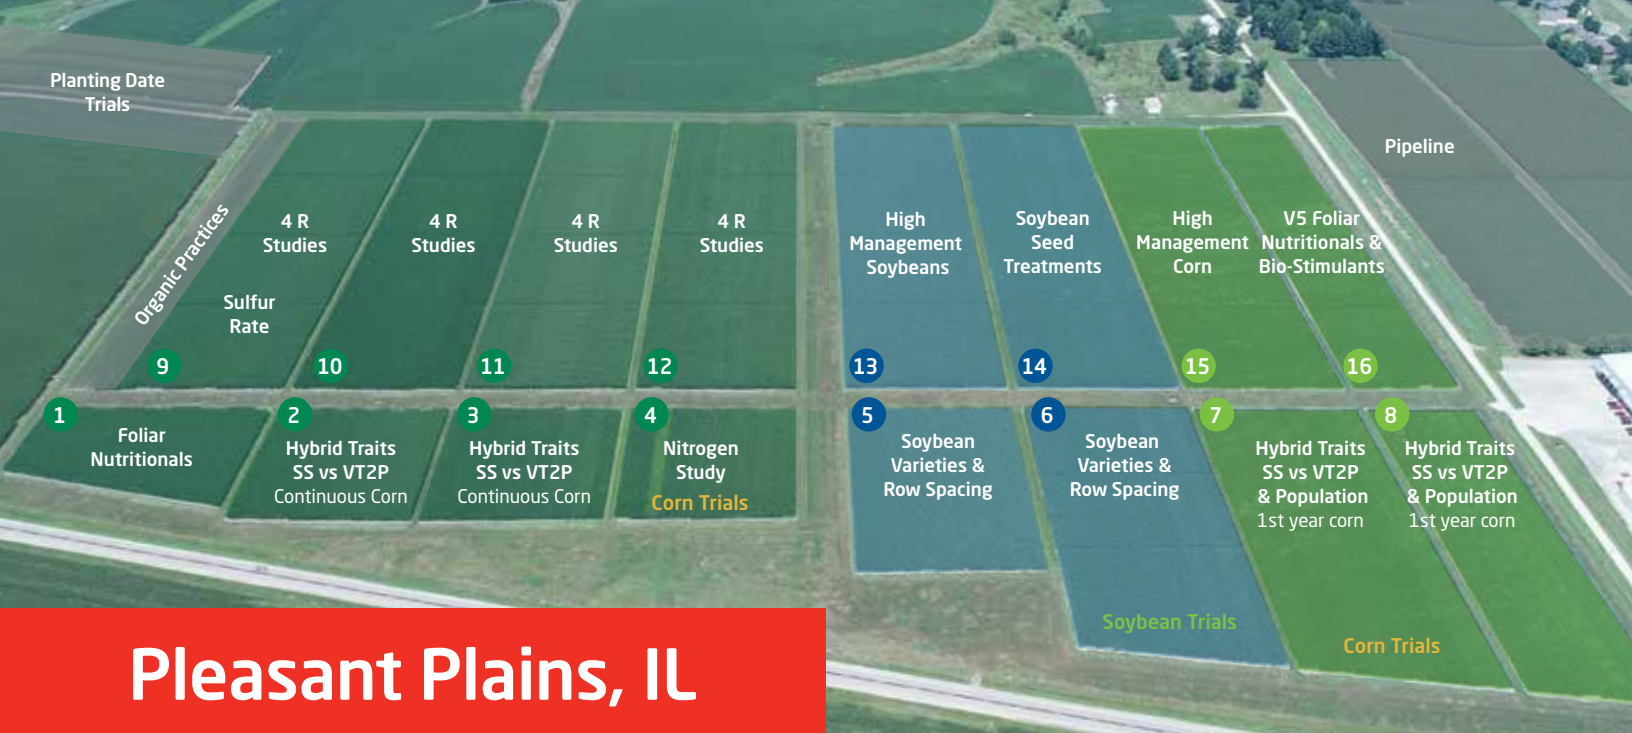 Planting Date
Trials
Pipeline
Organic Practices
4 R
Studies
Sulfur
Rate
9
4 R
Studies
10
4 R
Studies
11
4 R
Studies
12
High
Management
Soybeans
13
Soybean
Seed
Treatments
14
High
Management
Corn
15
V5 Foliar
Nutritionals &
Bio-Stimulants
16
1
Foliar
Nutritionals
2
Hybrid Traits
SS vs VT2P
Continuous Corn
3
Hybrid Traits
SS vs VT2P
Continuous Corn
4
Nitrogen
Study
Corn Trials
5
Soybean
Varieties &
Row Spacing
6
Soybean
Varieties &
Row Spacing
Soybean Trials
7
Hybrid Traits
SS vs VT2P
& Population
1st year corn
8
Hybrid Traits
SS vs VT2P
& Population
1st year corn
Corn Trials
Pleasant Plains, IL